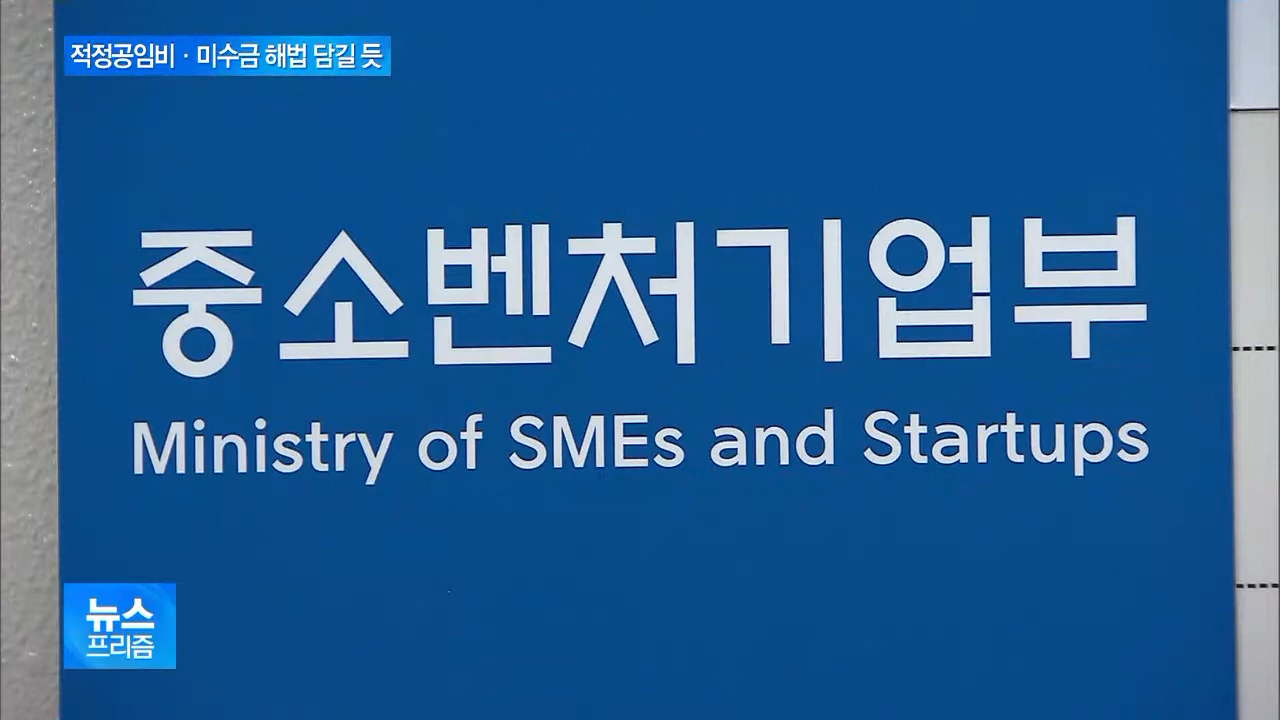 적정공임비·미수금 해법 담길 듯
중소벤처기업부
Ministry of SMEs and Startups
뉴스
프리즘